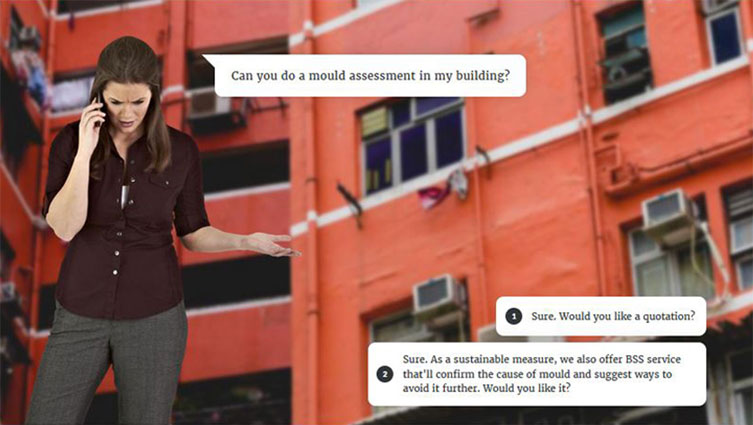 Can you do a mould assessment in my building?
1 Sure. Would you like a quotation?
2 Sure. As a sustainable measure, we also offer BSS service
that'll confirm the cause of mould and suggest ways to
avoid it further. Would you like it?